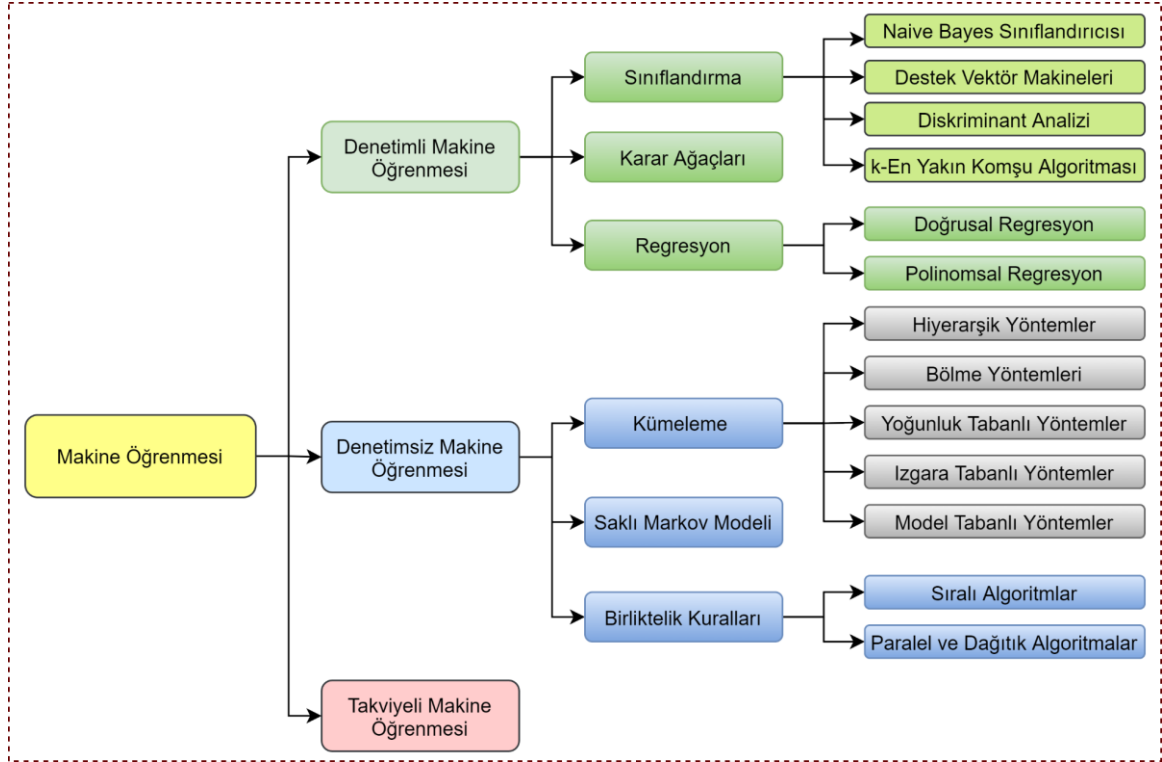 Makine Öğrenmesi
Denetimli Makine
Öğrenmesi
Sınıflandırma
Naive Bayes Sınıflandırıcısı
Destek Vektör Makineleri
Diskriminant Analizi
k-En Yakın Komşu Algoritması
Karar Ağaçları
Regresyon
Doğrusal Regresyon
Polinomsal Regresyon
Denetimsiz Makine
Öğrenmesi
Kümeleme
Hiyerarşik Yöntemler
Bölme Yöntemleri
Yoğunluk Tabanlı Yöntemler
Izgara Tabanlı Yöntemler
Model Tabanlı Yöntemler
Saklı Markov Modeli
Birliktelik Kuralları
Sıralı Algoritmlar
Paralel ve Dağıtık Algoritmalar
Takviyeli Makine
Öğrenmesi